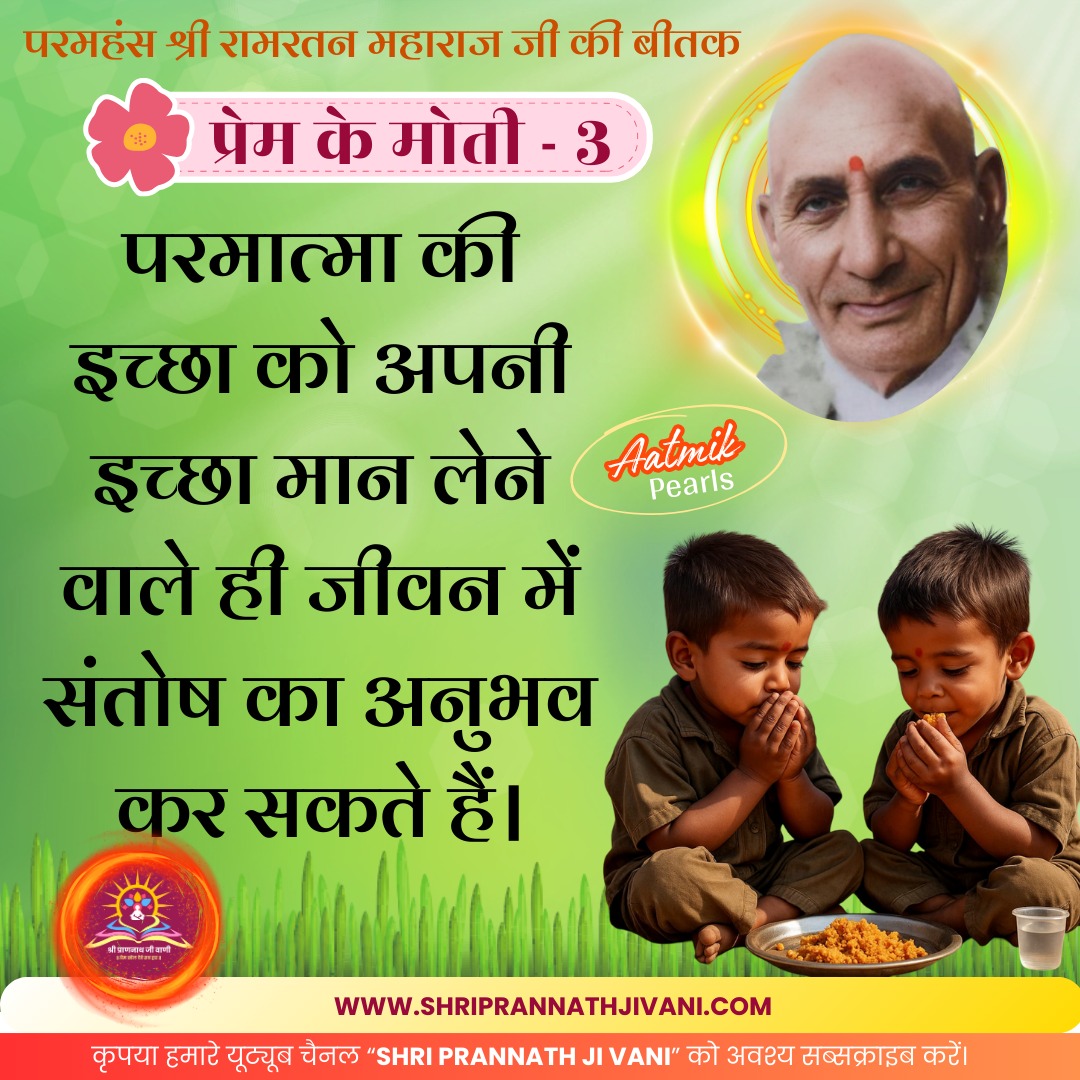 परमहंस श्री रामरतन महाराज जी की बीतक
प्रेम के मोती - 3
परमात्मा की
इच्छा को अपनी
इच्छा मान लेने
वाले ही जीवन में
संतोष का अनुभव
कर सकते हैं।
Aatmik
Pearls
श्री प्राणनाथ जी वाणी
WWW.SHRIPRANNATHJIVANI.COM
कृपया हमारे यूट्यूब चैनल “SHRI PRANNATH JI VANI” को अवश्य सब्सक्राइब करें।